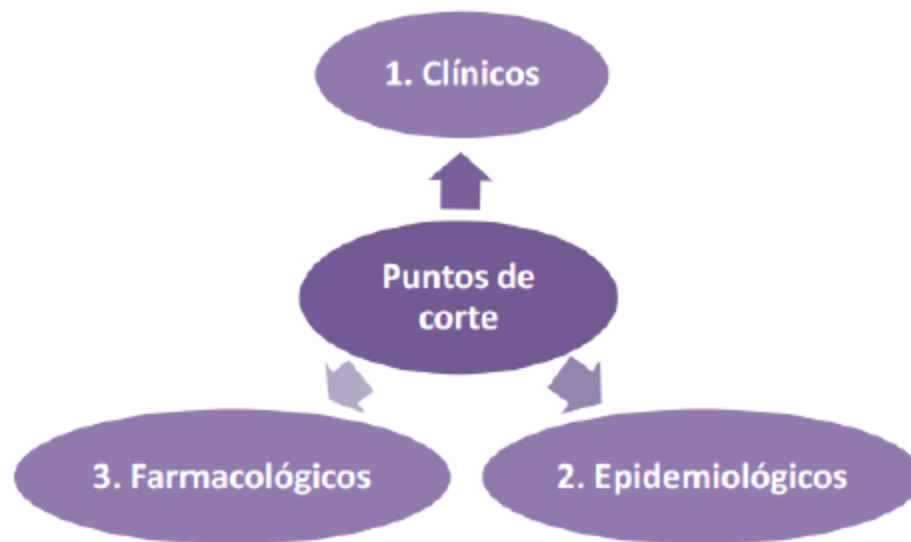 1. Clínicos
Puntos de
corte
3. Farmacológicos
2. Epidemiológicos